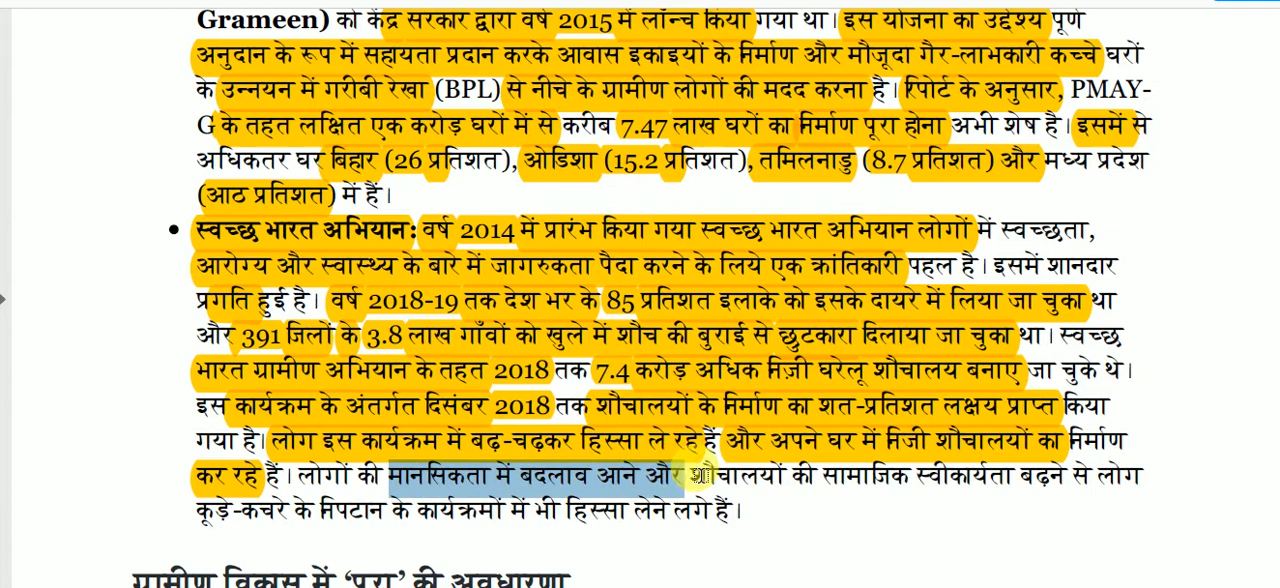 Grameen) को केंद्र सरकार द्वारा वर्ष 2015 में लॉन्च किया गया था। इस योजना का उद्देश्य पूर्ण
अनुदान के रूप में सहायता प्रदान करके आवास इकाइयों के निर्माण और मौजूदा गैर-लाभकारी कच्चे घरों
के उन्नयन में गरीबी रेखा (BPL) से नीचे के ग्रामीण लोगों की मदद करना है। रिपोर्ट के अनुसार, PMAY-
G के तहत लक्षित एक करोड़ घरों में से करीब 7.47 लाख घरों का निर्माण पूरा होना अभी शेष है। इसमें से
अधिकतर घर बिहार (26 प्रतिशत), ओडिशा (15.2 प्रतिशत), तमिलनाडु (8.7 प्रतिशत) और मध्य प्रदेश
(आठ प्रतिशत) में हैं।
• स्वच्छ भारत अभियान: वर्ष 2014 में प्रारंभ किया गया स्वच्छ भारत अभियान लोगों में स्वच्छता,
आरोग्य और स्वास्थ्य के बारे में जागरुकता पैदा करने के लिये एक क्रांतिकारी पहल है। इसमें शानदार
प्रगति हुई है। वर्ष 2018-19 तक देश भर के 85 प्रतिशत इलाके को इसके दायरे में लिया जा चुका था
और 391 जिलों के 3.8 लाख गाँवों को खुले में शौच की बुराई से छुटकारा दिलाया जा चुका था। स्वच्छ
भारत ग्रामीण अभियान के तहत 2018 तक 7.4 करोड़ अधिक निज़ी घरेलू शौचालय बनाए जा चुके थे।
इस कार्यक्रम के अंतर्गत दिसंबर 2018 तक शौचालयों के निर्माण का शत-प्रतिशत लक्षय प्राप्त किया
गया है। लोग इस कार्यक्रम में बढ़-चढ़कर हिस्सा ले रहे हैं और अपने घर में निजी शौचालयों का निर्माण
कर रहे हैं। लोगों की मानसिकता में बदलाव आने और शौचालयों की सामाजिक स्वीकार्यता बढ़ने से लोग
कूड़े-कचरे के निपटान के कार्यक्रमों में भी हिस्सा लेने लगे हैं।
ग्रामीण विकास में ‘पुरा’ की अवधारणा